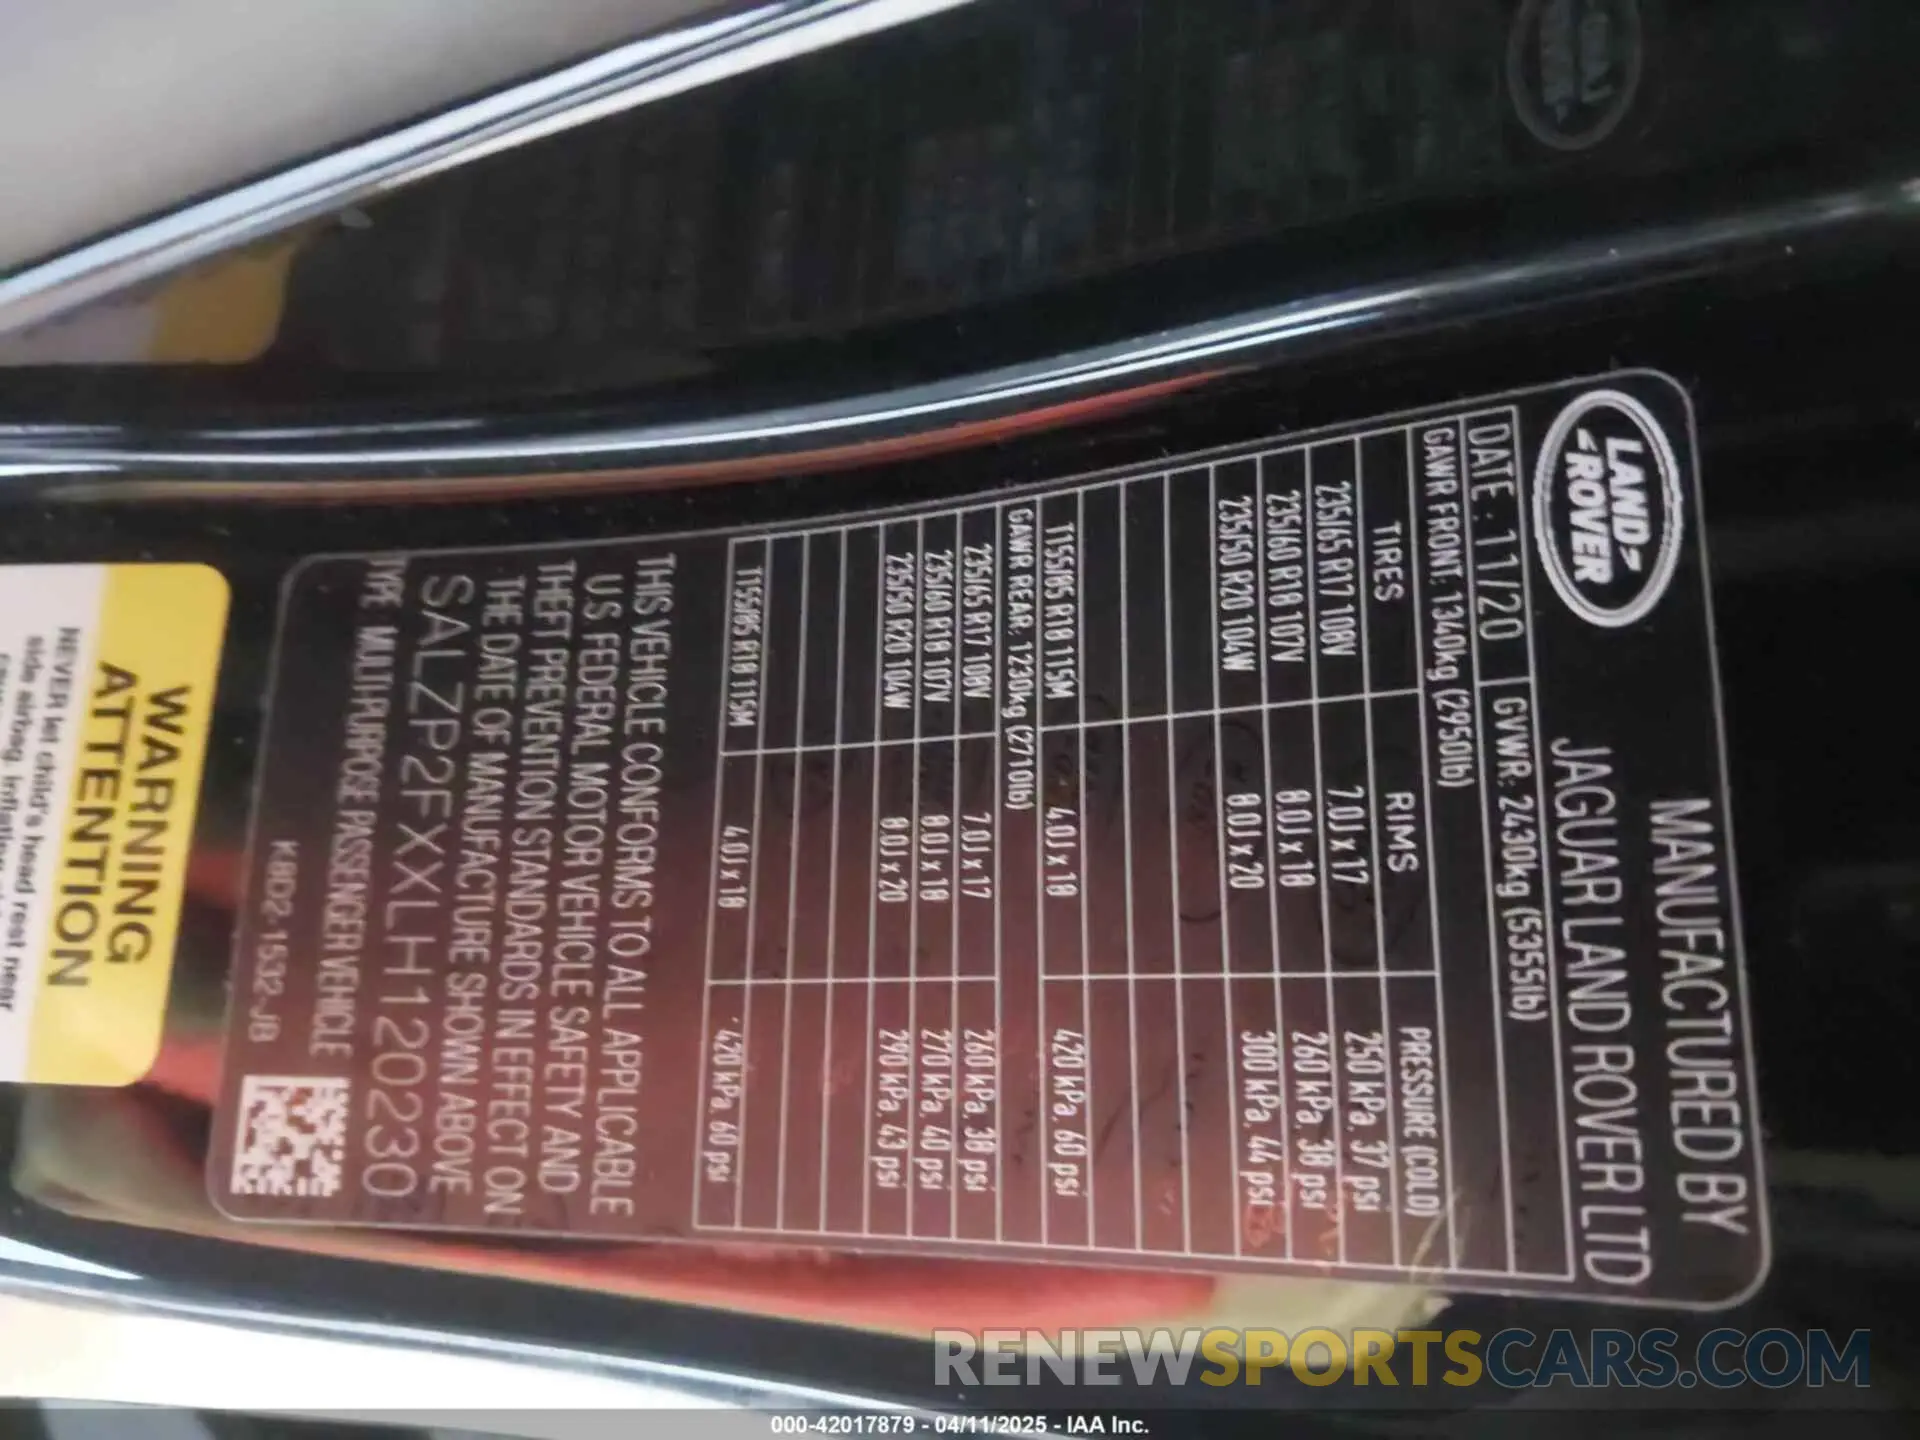 LAND
ROVER
MANUFACTURED BY
JAGUAR LAND ROVER LTD
DATE : 11/20 GVWR: 2430kg (5355lb)
GAWR FRONT: 1340kg (2950lb)
TIRES RIMS PRESSURE (COLD)
235/65 R17 108V 7.0J x 17 250 kPa, 37 psi
235/60 R18 107V 8.0J x 18 260 kPa, 38 psi
235/50 R20 104W 8.0J x 20 300 kPa, 44 psi
T155/85 R18 115M 4.0J x 18 420 kPa, 60 psi
GAWR REAR: 1230kg (2710lb)
235/65 R17 108V 7.0J x 17 260 kPa, 38 psi
235/60 R18 107V 8.0J x 18 270 kPa, 40 psi
235/50 R20 104W 8.0J x 20 290 kPa, 43 psi
T155/85 R18 115M 4.0J x 18 420 kPa, 60 psi
THIS VEHICLE CONFORMS TO ALL APPLICABLE
U S FEDERAL MOTOR VEHICLE SAFETY AND
THEFT PREVENTION STANDARDS IN EFFECT ON
THE DATE OF MANUFACTURE SHOWN ABOVE
SALZP2FXXLH120230
TYPE MULTI PURPOSE PASSENGER VEHICLE
K8D2-1532-JB
WARNING
ATTENTION
NEVER let child's head rest near
side airbag
RENEWSPORTSCARS.COM
000-42017879 - 04/11/2025 - IAA Inc.